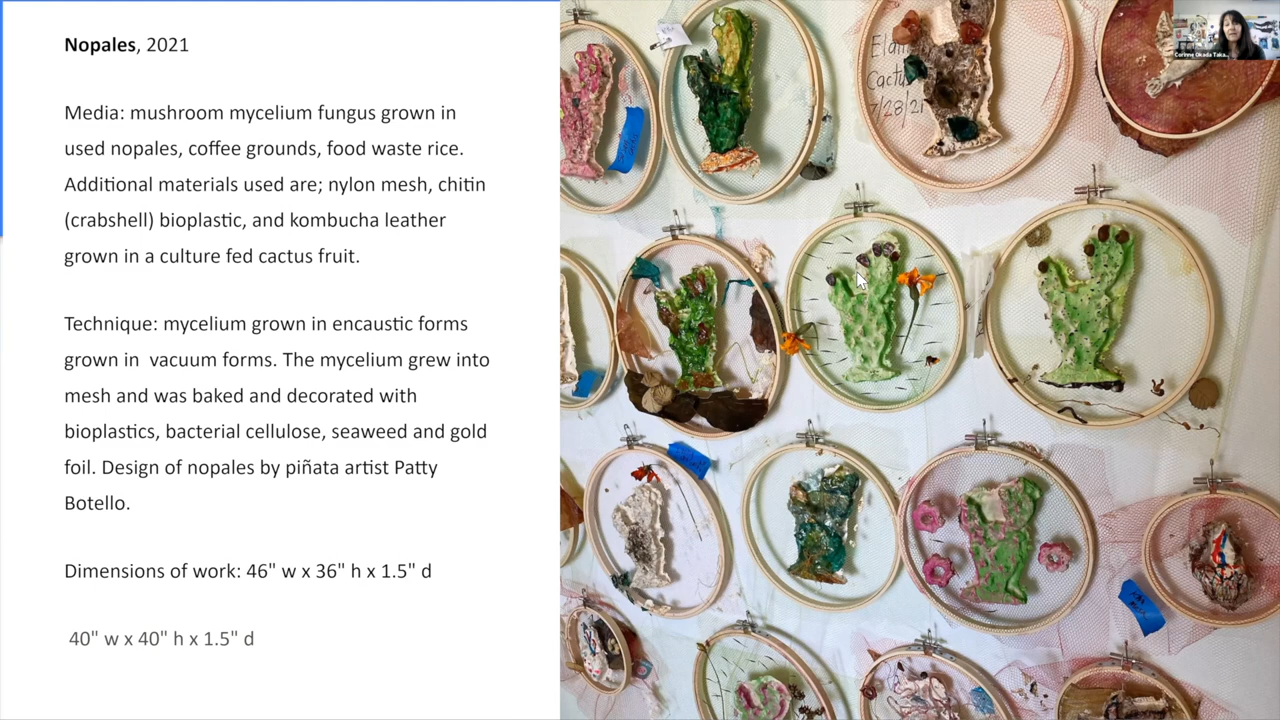 Nopales, 2021
Media: mushroom mycelium fungus grown in
used nopales, coffee grounds, food waste rice.
Additional materials used are; nylon mesh, chitin
(crabshell) bioplastic, and kombucha leather
grown in a culture fed cactus fruit.
Technique: mycelium grown in encaustic forms
grown in vacuum forms. The mycelium grew into
mesh and was baked and decorated with
bioplastics, bacterial cellulose, seaweed and gold
foil. Design of nopales by piñata artist Patty
Botello.
Dimensions of work: 46" w x 36" h x 1.5" d
40" w x 40" h x 1.5" d
Cactus
7/28/21
Corinne Okada Taka...